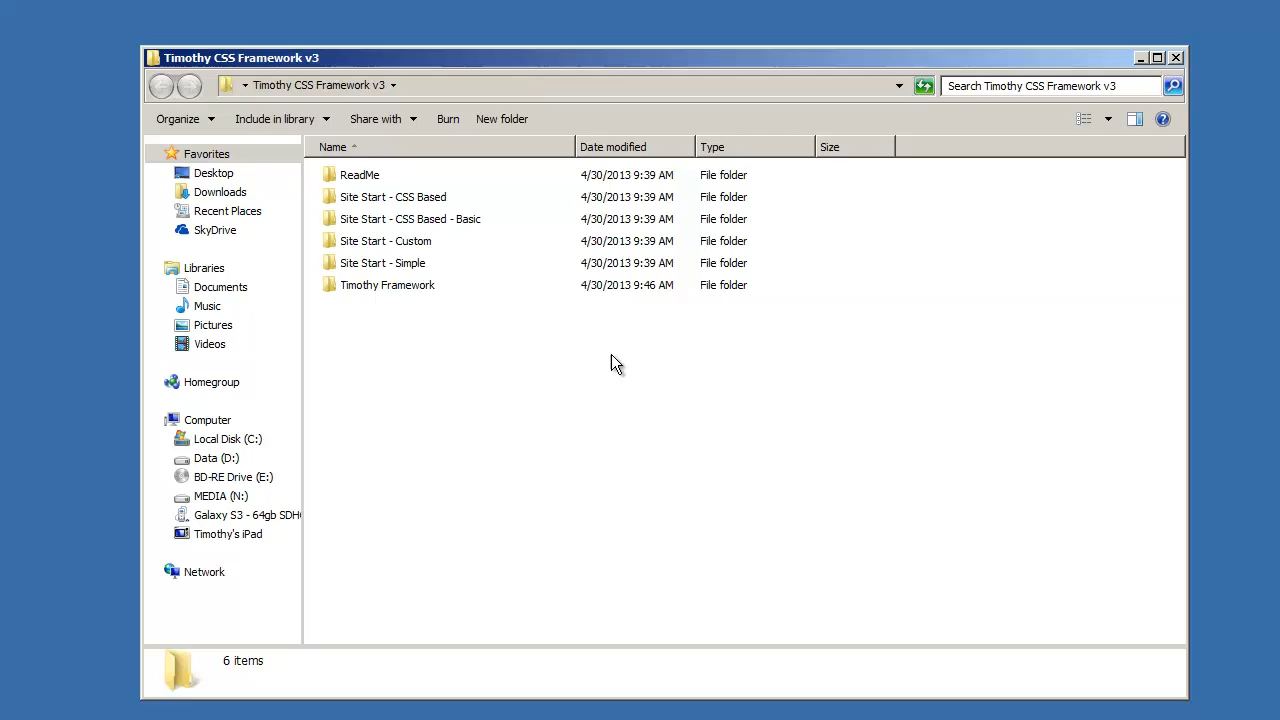 Timothy CSS Framework v3
Timothy CSS Framework v3
Search Timothy CSS Framework v3
Organize Include in library Share with Burn New folder
Name Date modified Type Size
Favorites
Desktop
Downloads
Recent Places
SkyDrive
Libraries
Documents
Music
Pictures
Videos
Homegroup
Computer
Local Disk (C:)
Data (D:)
BD-RE Drive (E:)
MEDIA (N:)
Galaxy S3 - 64gb SDH
Timothy's iPad
Network
ReadMe 4/30/2013 9:39 AM File folder
Site Start - CSS Based 4/30/2013 9:39 AM File folder
Site Start - CSS Based - Basic 4/30/2013 9:39 AM File folder
Site Start - Custom 4/30/2013 9:39 AM File folder
Site Start - Simple 4/30/2013 9:39 AM File folder
Timothy Framework 4/30/2013 9:46 AM File folder
6 items